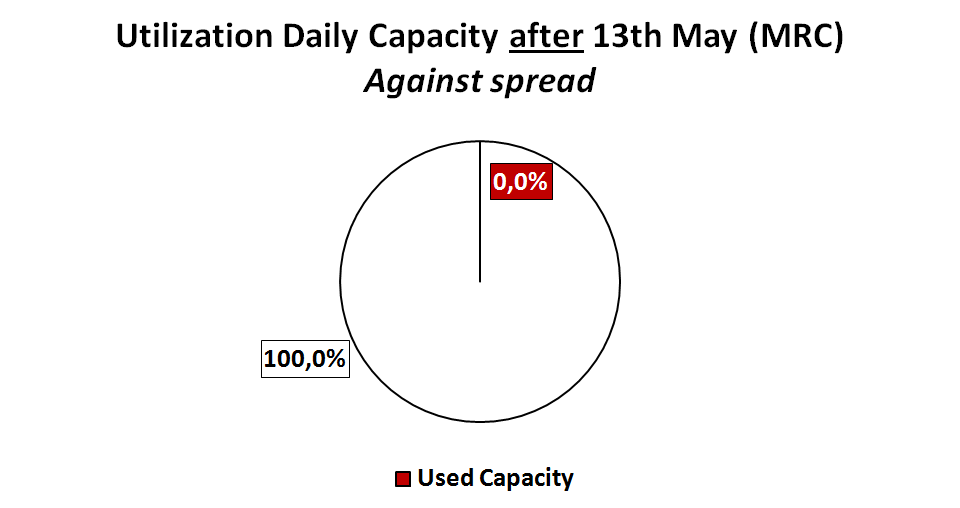 Utilization Daily Capacity after 13th May (MRC)
Against spread
0,0%
100,0%
Used Capacity